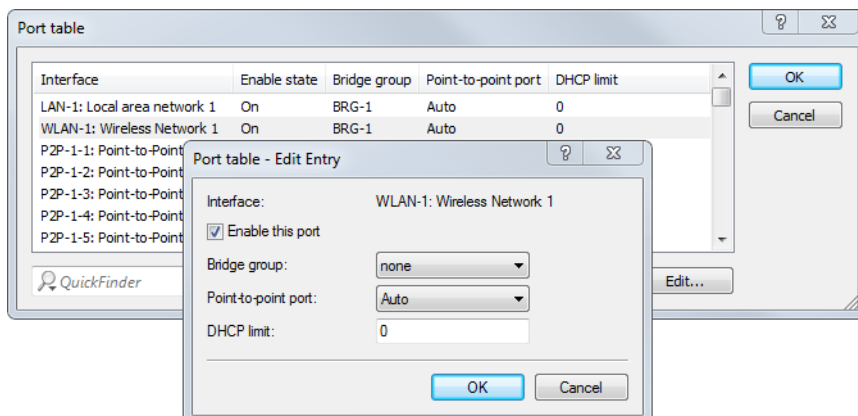 Port table
Interface Enable state Bridge group Point-to-point port DHCP limit
LAN-1: Local area network 1 On BRG-1 Auto 0
WLAN-1: Wireless Network 1 On BRG-1 Auto 0
P2P-1-1: Point-to-Point
P2P-1-2: Point-to-Point
P2P-1-3: Point-to-Point
P2P-1-4: Point-to-Point
P2P-1-5: Point-to-Point
QuickFinder
Edit...
OK
Cancel
Port table - Edit Entry
Interface: WLAN-1: Wireless Network 1
Enable this port
Bridge group: none
Point-to-point port: Auto
DHCP limit: 0
OK Cancel